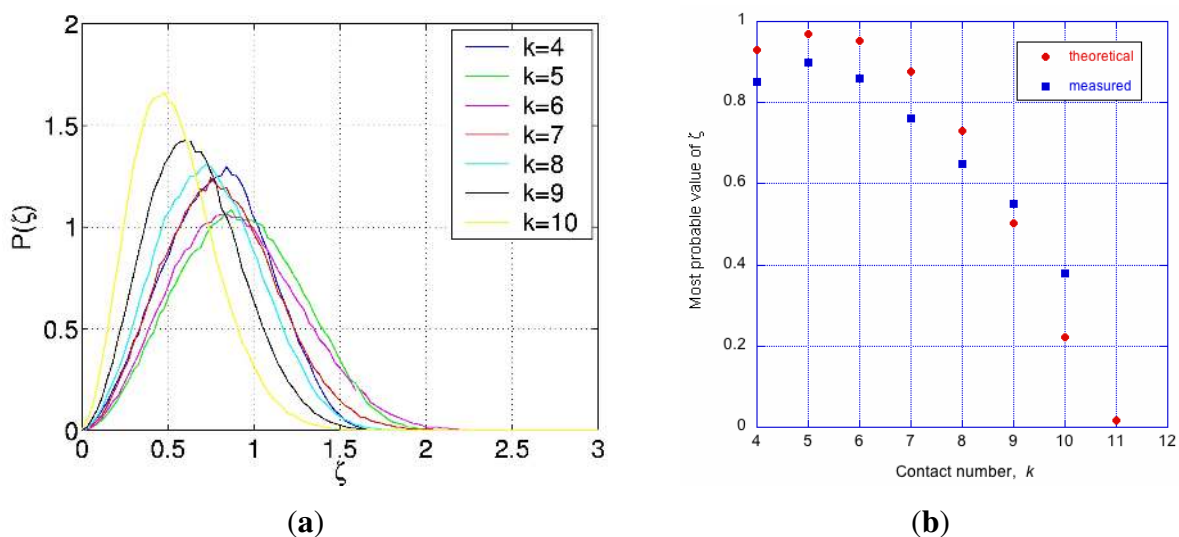 2
1.5
1
0.5
0
0.5
1
1.5
2
2.5
3
P(ζ)
ζ
k=4
k=5
k=6
k=7
k=8
k=9
k=10
(a)
1
0.8
0.6
0.4
0.2
0
4
5
6
7
8
9
10
11
12
Most probable value of ζ
Contact number, k
theoretical
measured
(b)